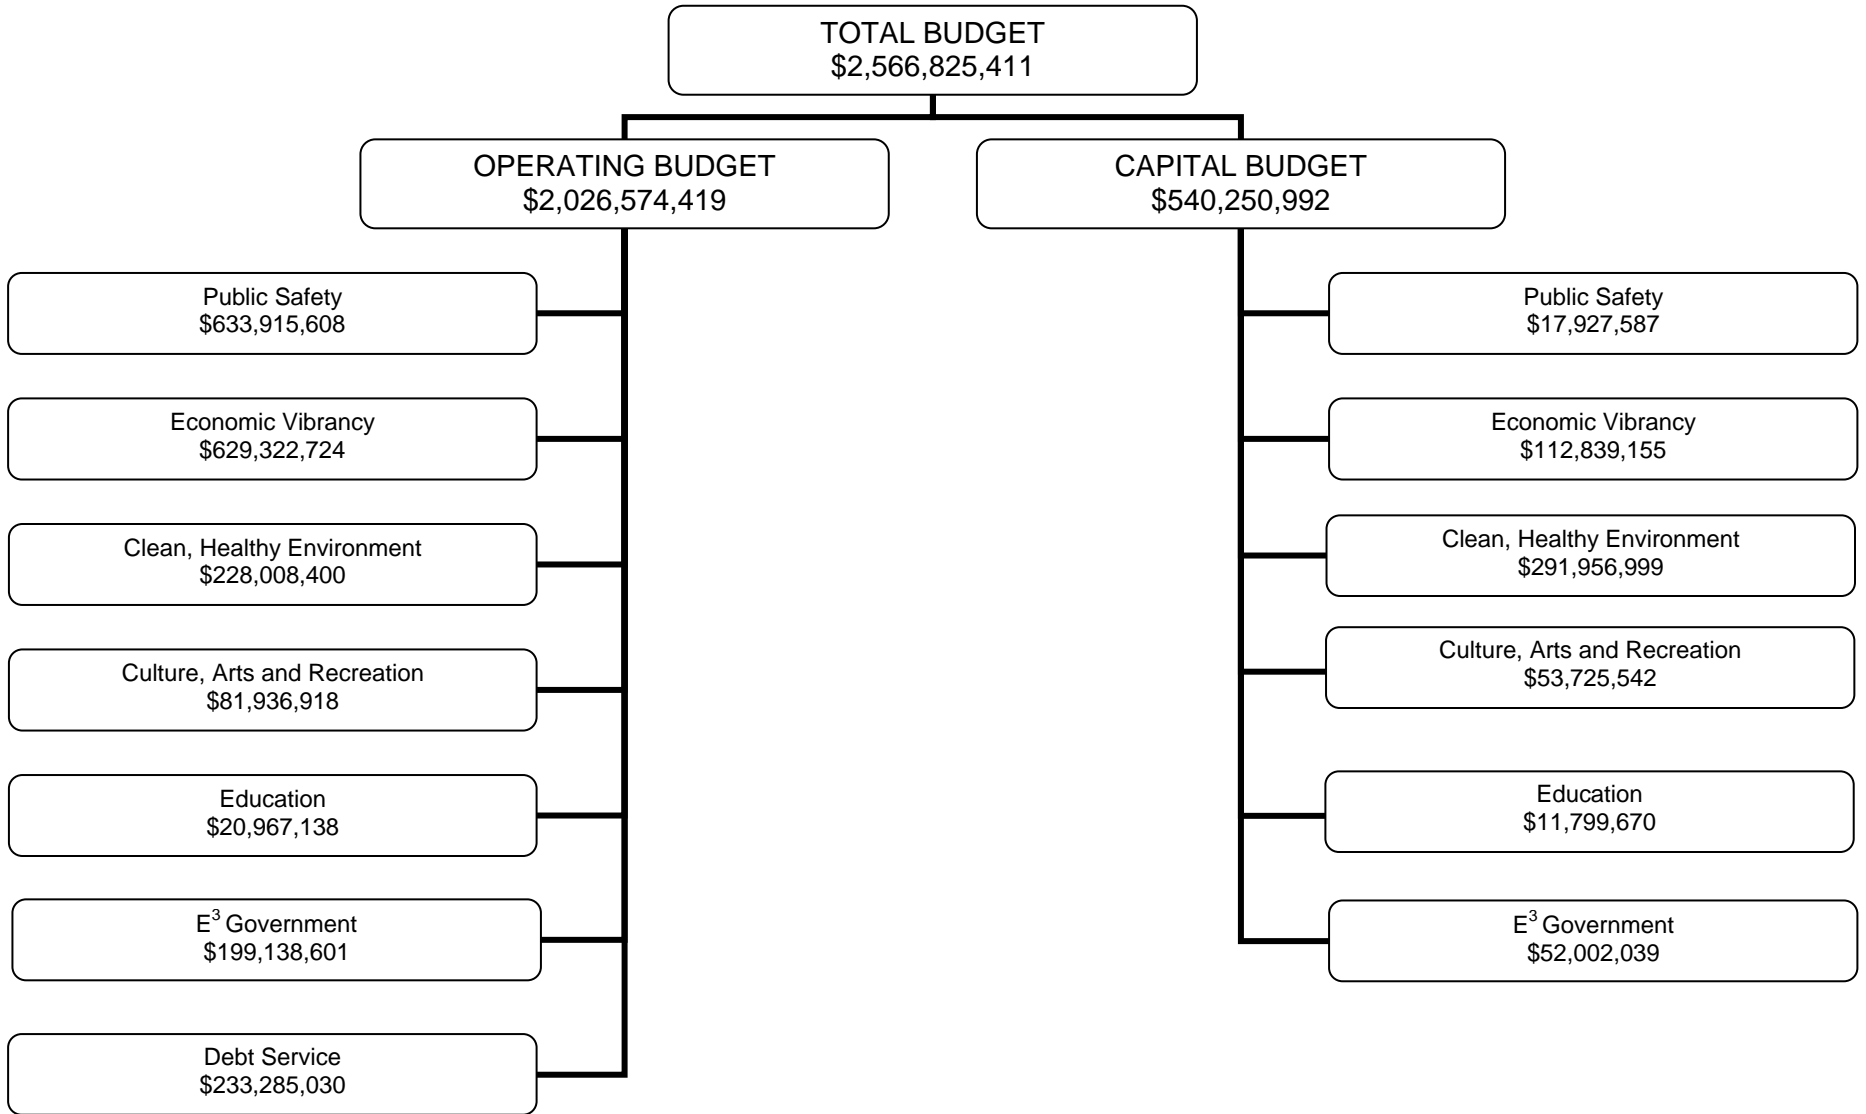 TOTAL BUDGET
$2,566,825,411
OPERATING BUDGET
$2,026,574,419
CAPITAL BUDGET
$540,250,992
Public Safety
$633,915,608
Economic Vibrancy
$629,322,724
Clean, Healthy Environment
$228,008,400
Culture, Arts and Recreation
$81,936,918
Education
$20,967,138
E³ Government
$199,138,601
Debt Service
$233,285,030
Public Safety
$17,927,587
Economic Vibrancy
$112,839,155
Clean, Healthy Environment
$291,956,999
Culture, Arts and Recreation
$53,725,542
Education
$11,799,670
E³ Government
$52,002,039